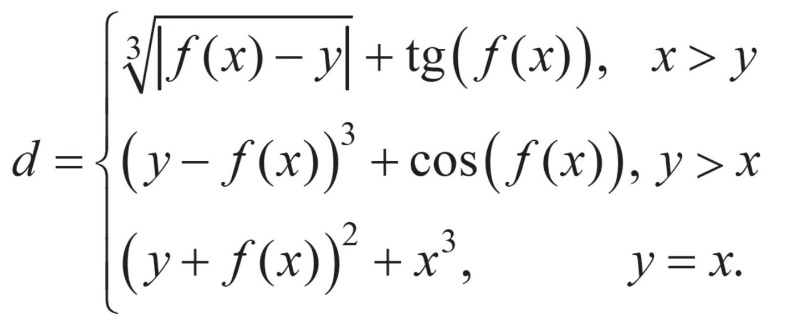 ∛|f(x) − y| + tg(f(x)), x > y
d = { (y − f(x))³ + cos(f(x)), y > x
(y + f(x))² + x³, y = x.